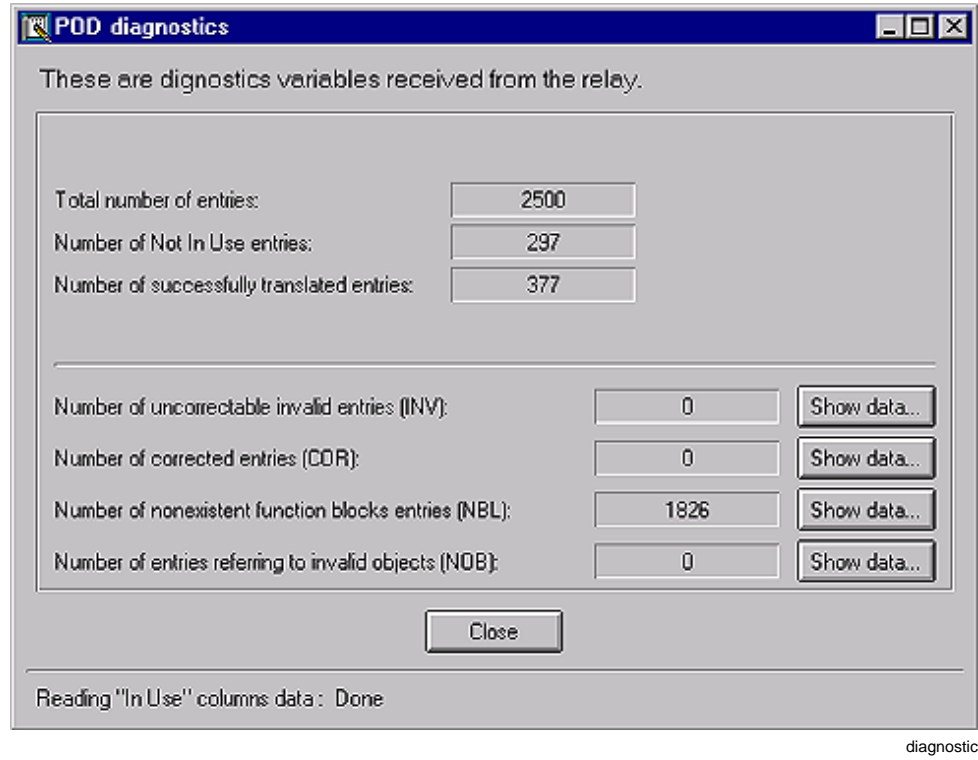 POD diagnostics
These are dignostics variables received from the relay.
Total number of entries: 2500
Number of Not In Use entries: 297
Number of successfully translated entries: 377
Number of uncorrectable invalid entries (INV): 0 Show data...
Number of corrected entries (COR): 0 Show data...
Number of nonexistent function blocks entries (NBL): 1826 Show data...
Number of entries referring to invalid objects (NOB): 0 Show data...
Close
Reading "In Use" columns data : Done
diagnostic